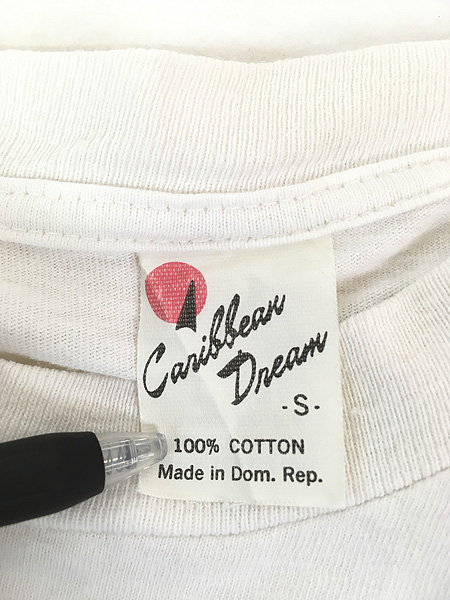 Caribbean
Dream
-S-
100% COTTON
Made in Dom. Rep.